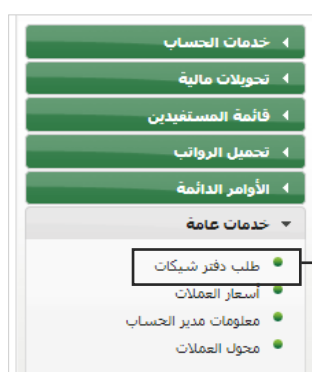 خدمات الحساب
تحويلات مالية
قائمة المستفيدين
تحميل الرواتب
الأوامر الدائمة
خدمات عامة
طلب دفتر شيكات
أسعار العملات
معلومات مدير الحساب
محول العملات